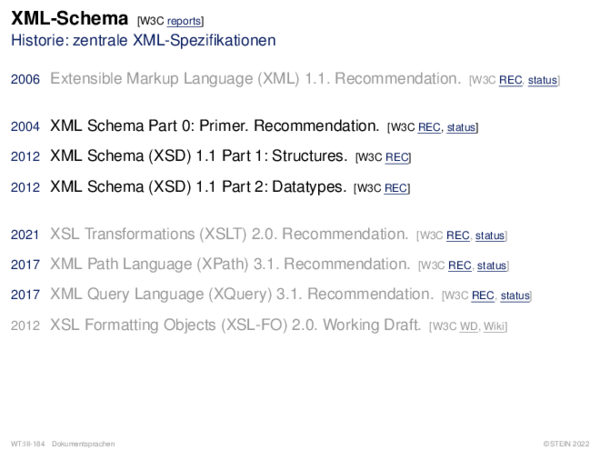 XML-Schema [W3C reports]
Historie: zentrale XML-Spezifikationen
2006 Extensible Markup Language (XML) 1.1. Recommendation. [W3C REC, status]
2004 XML Schema Part 0: Primer. Recommendation. [W3C REC, status]
2012 XML Schema (XSD) 1.1 Part 1: Structures. [W3C REC]
2012 XML Schema (XSD) 1.1 Part 2: Datatypes. [W3C REC]
2021 XSL Transformations (XSLT) 2.0. Recommendation. [W3C REC, status]
2017 XML Path Language (XPath) 3.1. Recommendation. [W3C REC, status]
2017 XML Query Language (XQuery) 3.1. Recommendation. [W3C REC, status]
2012 XSL Formatting Objects (XSL-FO) 2.0. Working Draft. [W3C WD, Wiki]
WT:III-184 Dokumentsprachen ©STEIN 2022